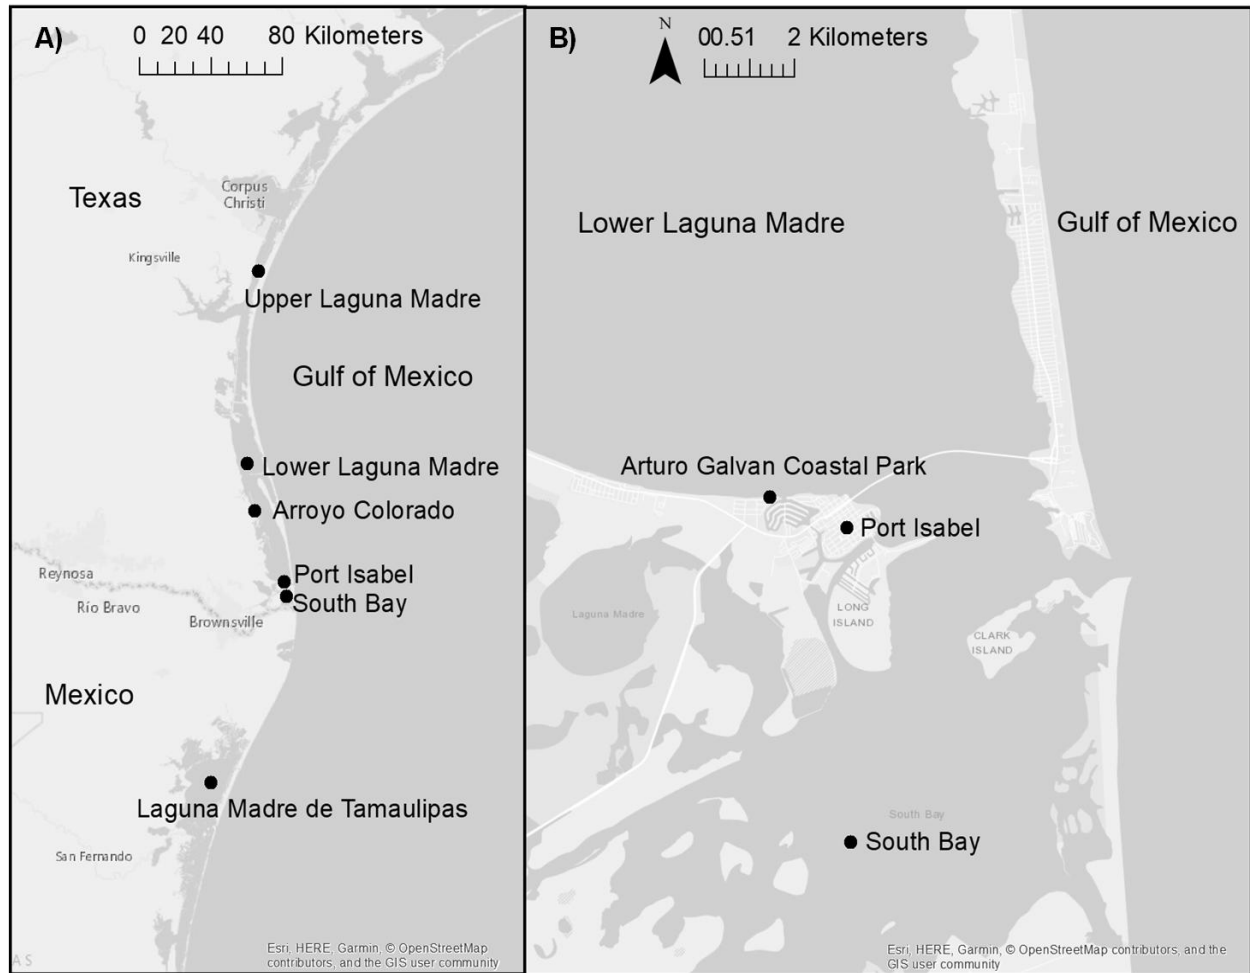 A)
0 20 40 80 Kilometers
Texas
Corpus
Christi
Kingsville
Upper Laguna Madre
Gulf of Mexico
Lower Laguna Madre
Arroyo Colorado
Port Isabel
South Bay
Reynosa
Río Bravo
Brownsville
Mexico
Laguna Madre de Tamaulipas
San Fernando
AS
Esri, HERE, Garmin, © OpenStreetMap
contributors, and the GIS user community
B)
N
00.51 2 Kilometers
Lower Laguna Madre
Gulf of Mexico
Arturo Galvan Coastal Park
Port Isabel
Laguna Madre
LONG
ISLAND
CLARK
ISLAND
South Bay
South Bay
Esri, HERE, Garmin, © OpenStreetMap contributors, and the
GIS user community